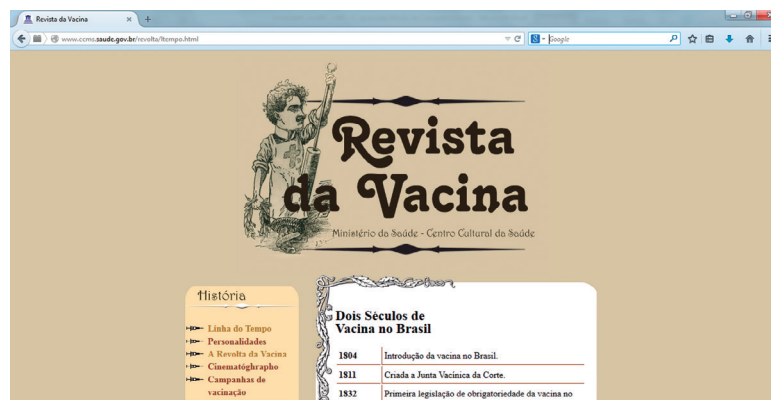 Revista da Vacina
www.ccms.saude.gov.br/revolta/ltempo.html
Google
Revista
da Vacina
Ministério da Saúde - Centro Cultural da Saúde
História
Linha do Tempo
Personalidades
A Revolta da Vacina
Cinematóghrapho
Campanhas de
vacinação
Dois Séculos de
Vacina no Brasil
1804 Introdução da vacina no Brasil.
1811 Criada a Junta Vacínica da Corte.
1832 Primeira legislação de obrigatoriedade da vacina no